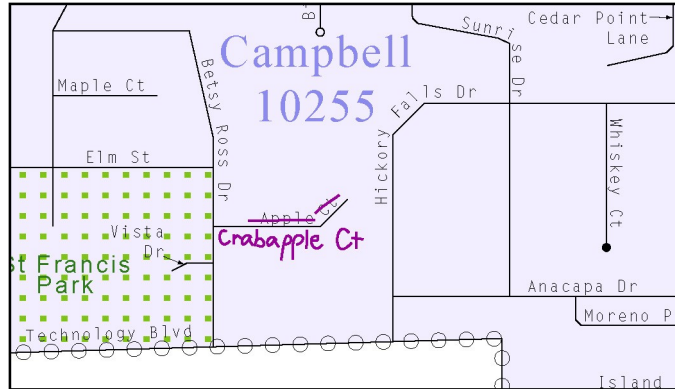 B
Sunrise Dr
Cedar Point
Lane
Campbell
10255
Maple Ct
Betsy Ross Dr
Hickory Falls Dr
Whiskey Ct
Elm St
Apple Ct
Crabapple Ct
Vista
Dr
St Francis
Park
Anacapa Dr
Moreno P
Technology Blvd
Island